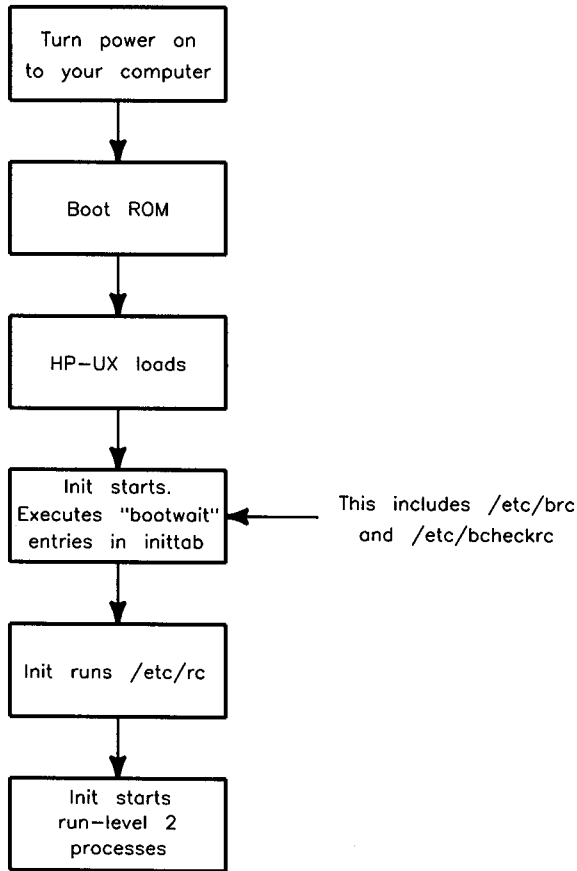 Turn power on
to your computer
Boot ROM
HP-UX loads
Init starts.
Executes "bootwait"
entries in inittab
This includes /etc/brc
and /etc/bcheckrc
Init runs /etc/rc
Init starts
run-level 2
processes